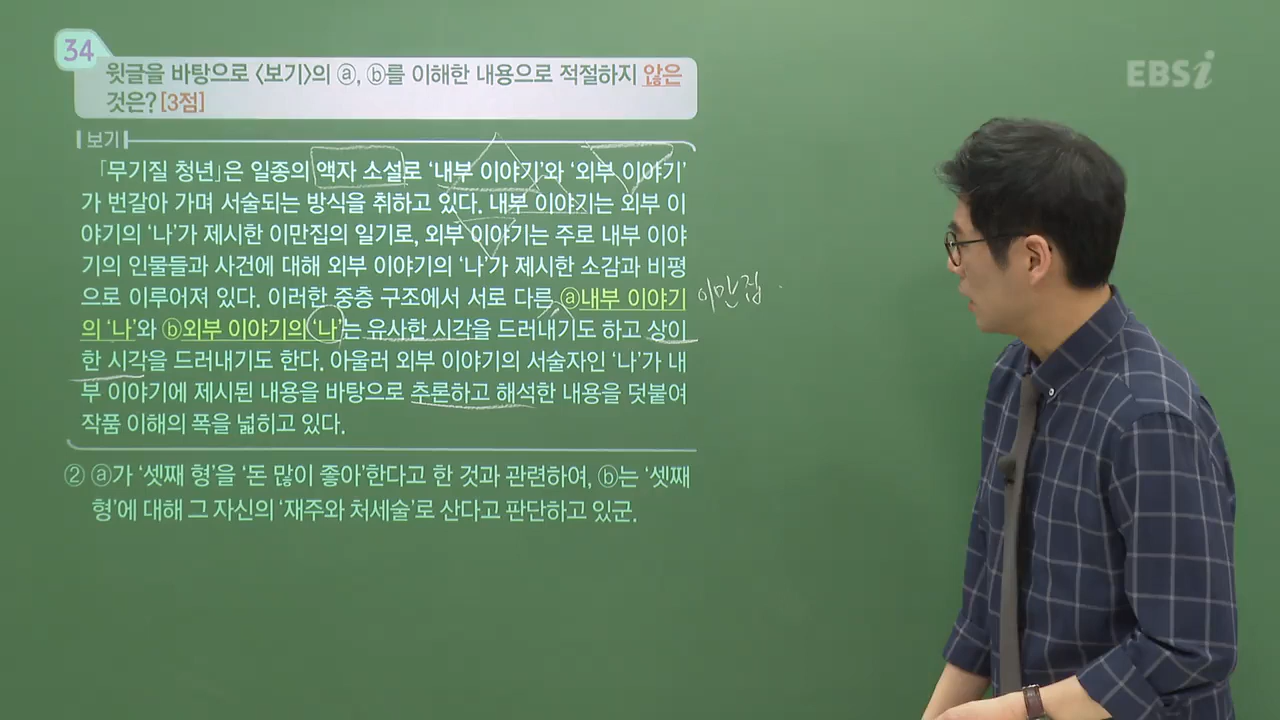 34
EBSi
윗글을 바탕으로 〈보기〉의 ⓐ, ⓑ를 이해한 내용으로 적절하지 않은
것은? [3점]
보기
「무기질 청년」은 일종의 액자 소설로 ‘내부 이야기’와 ‘외부 이야기’
가 번갈아 가며 서술되는 방식을 취하고 있다. 내부 이야기는 외부 이
야기의 ‘나’가 제시한 이만집의 일기로, 외부 이야기는 주로 내부 이야
기의 인물들과 사건에 대해 외부 이야기의 ‘나’가 제시한 소감과 비평
으로 이루어져 있다. 이러한 중층 구조에서 서로 다른 ⓐ내부 이야기
이만집.
의 ‘나’와 ⓑ외부 이야기의 ‘나’는 유사한 시각을 드러내기도 하고 상이
한 시각을 드러내기도 한다. 아울러 외부 이야기의 서술자인 ‘나’가 내
부 이야기에 제시된 내용을 바탕으로 추론하고 해석한 내용을 덧붙여
작품 이해의 폭을 넓히고 있다.
② ⓐ가 ‘셋째 형’을 ‘돈 많이 좋아’한다고 한 것과 관련하여, ⓑ는 ‘셋째
형’에 대해 그 자신의 ‘재주와 처세술’로 산다고 판단하고 있군.